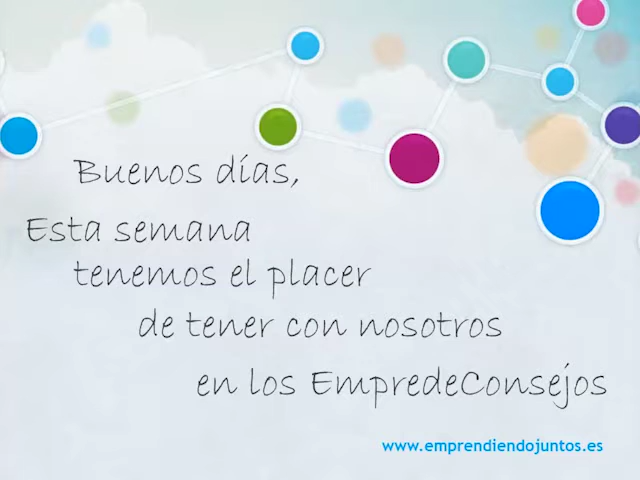 Buenos días,
Esta semana
tenemos el placer
de tener con nosotros
en los EmpredeConsejos
www.emprendiendojuntos.es